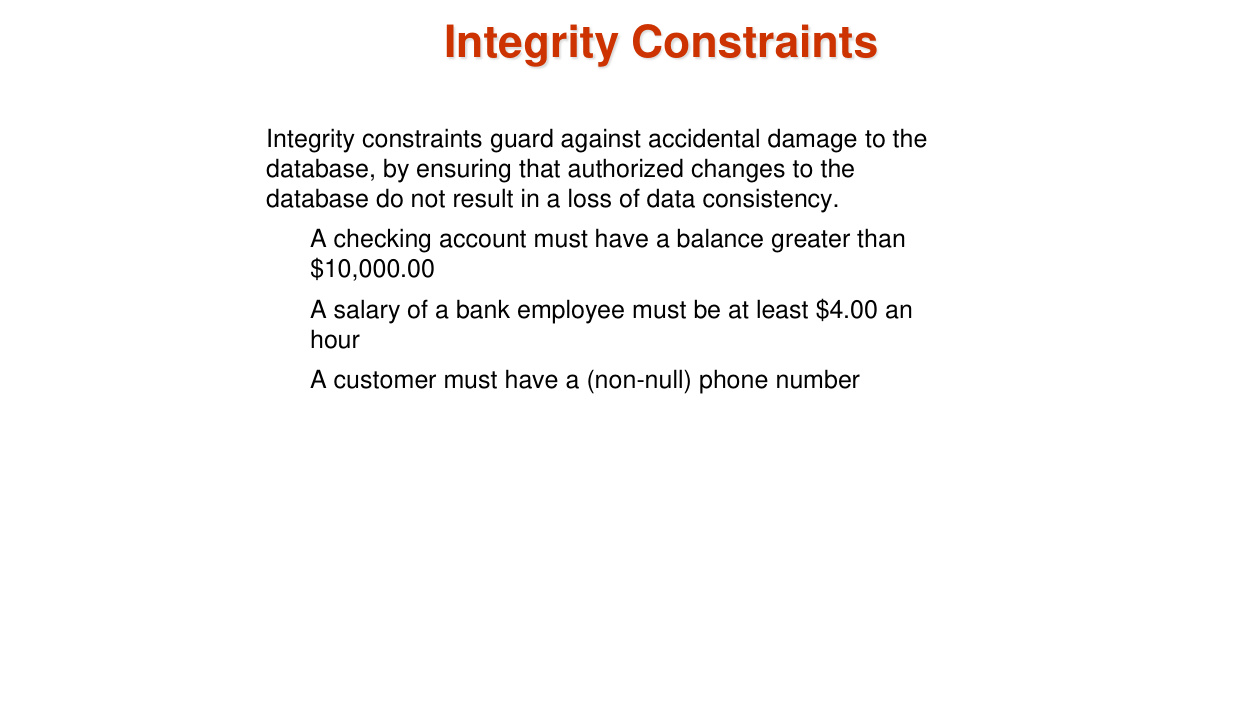 Integrity Constraints
Integrity constraints guard against accidental damage to the
database, by ensuring that authorized changes to the
database do not result in a loss of data consistency.
A checking account must have a balance greater than
$10,000.00
A salary of a bank employee must be at least $4.00 an
hour
A customer must have a (non-null) phone number